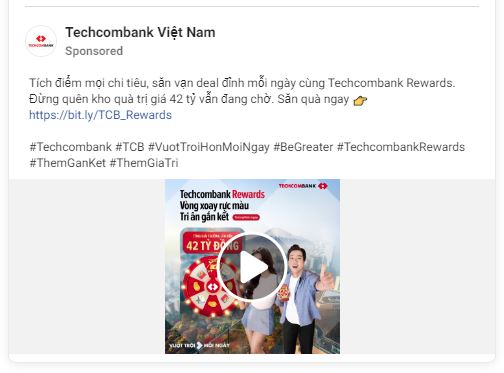 Techcombank Việt Nam
Sponsored
TECHCOMBANK
Tích điểm mọi chi tiêu, săn vạn deal đỉnh mỗi ngày cùng Techcombank Rewards.
Đừng quên kho quà trị giá 42 tỷ vẫn đang chờ. Săn quà ngay 👉
https://bit.ly/TCB_Rewards
#Techcombank #TCB #VuotTroiHonMoiNgay #BeGreater #TechcombankRewards
#ThemGanKet #ThemGiaTri
TECHCOMBANK
Techcombank Rewards
Vòng xoay rực màu
Tri ân gắn kết
42 TỶ ĐỒNG
VƯỢT TRỘI MỖI NGÀY